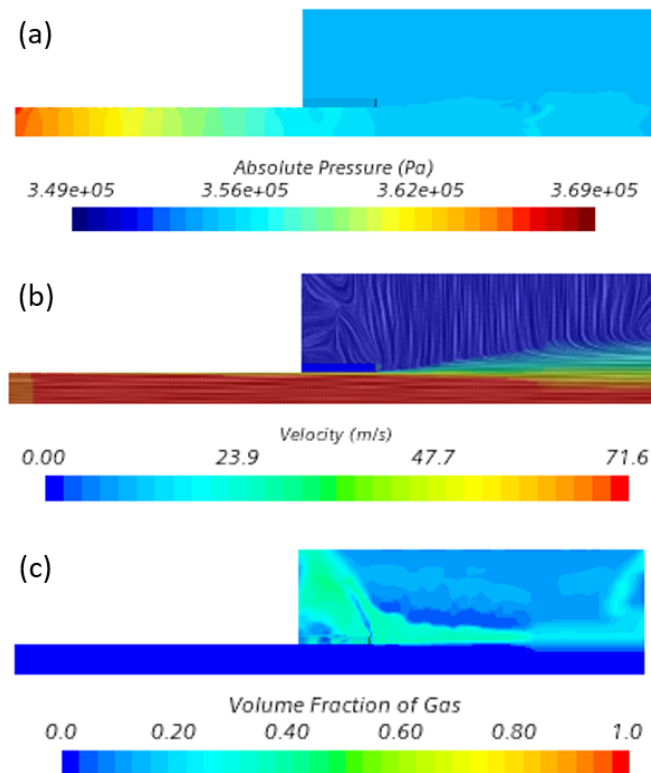 (a)
Absolute Pressure (Pa)
3.49e+05 3.56e+05 3.62e+05 3.69e+05
(b)
Velocity (m/s)
0.00 23.9 47.7 71.6
(c)
Volume Fraction of Gas
0.0 0.20 0.40 0.60 0.80 1.0